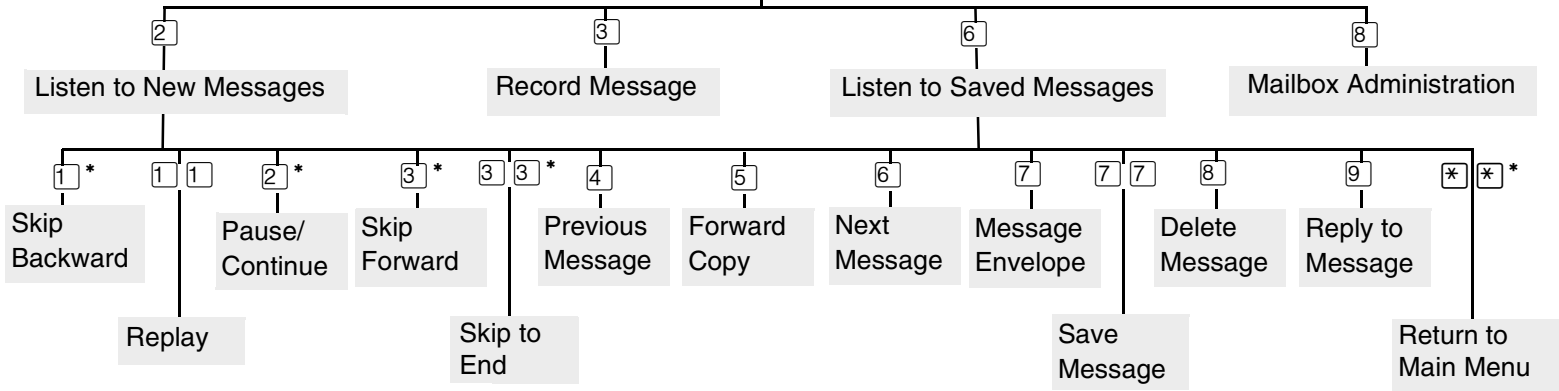 2 3 6 8
Listen to New Messages Record Message Listen to Saved Messages Mailbox Administration
1 * 1 1 2 * 3 * 3 3 * 4 5 6 7 7 7 8 9 * * *
Skip
Backward
Pause/
Continue
Skip
Forward
Previous
Message
Forward
Copy
Next
Message
Message
Envelope
Delete
Message
Reply to
Message
Replay
Skip to
End
Save
Message
Return to
Main Menu